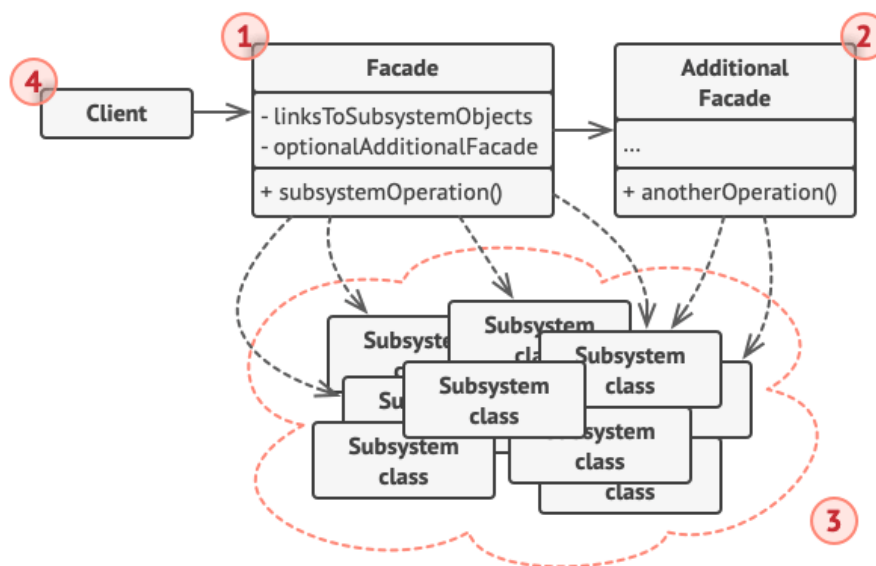 1
2
4
Facade
Additional
Facade
Client
- linksToSubsystemObjects
- optionalAdditionalFacade
...
+ subsystemOperation()
+ anotherOperation()
Subsystem
class
Subsystem
Subsystem
class
Subsystem
class
Subsystem
class
Subsystem
class
class
3